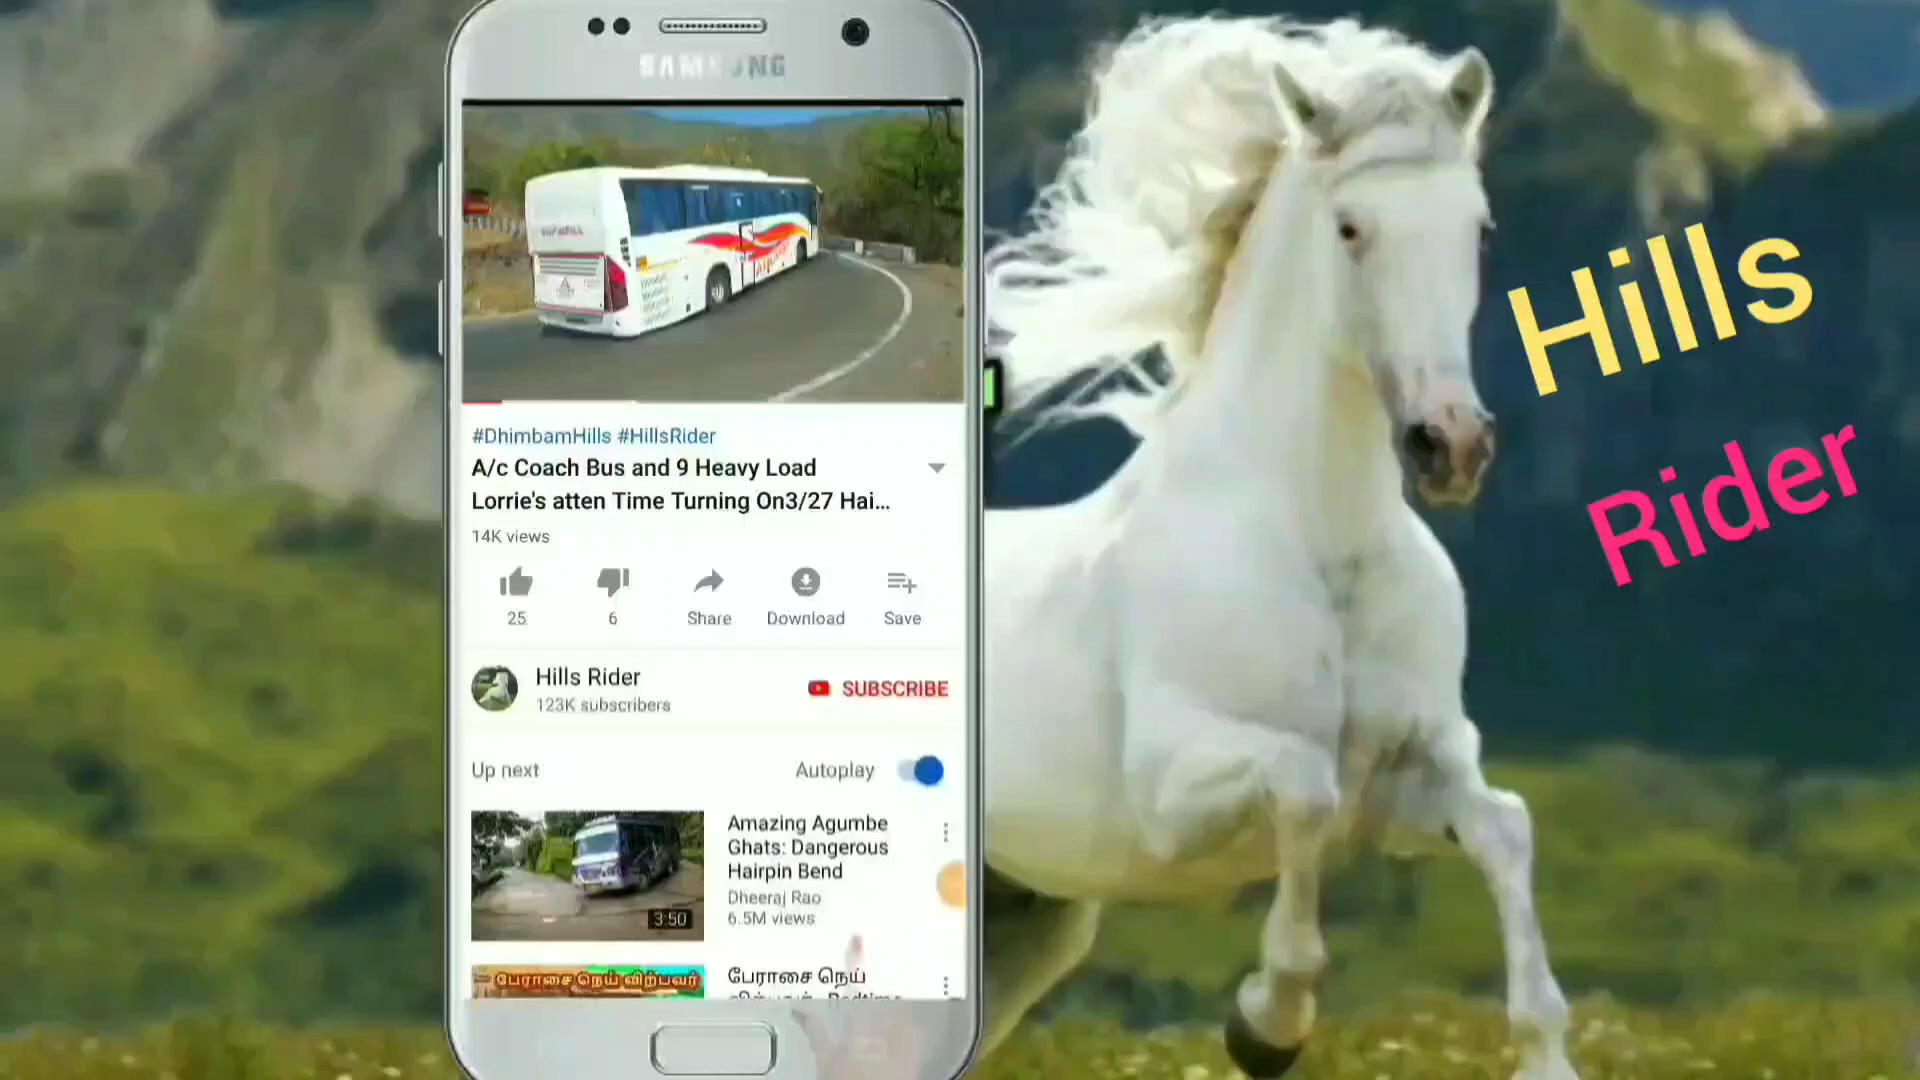 SAMSUNG
#DhimbamHills #HillsRider
A/c Coach Bus and 9 Heavy Load
Lorrie's atten Time Turning On3/27 Hai...
14K views
25
6
Share
Download
Save
Hills Rider
123K subscribers
SUBSCRIBE
Up next
Autoplay
Amazing Agumbe
Ghats: Dangerous
Hairpin Bend
Dheeraj Rao
6.5M views
3:50
பேராசை நெய் விற்பவர்
பேராசை நெய்
Hills
Rider